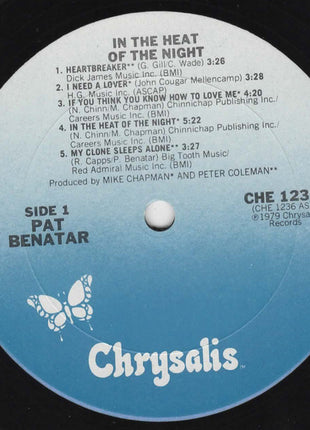 IN THE HEAT
OF THE NIGHT
1. HEARTBREAKER** (G. Gill/C. Wade) 3:26
Dick James Music Inc. (BMI)
2. I NEED A LOVER* (John Cougar Mellencamp) 3:28
H.G. Music Inc. (ASCAP)
3. IF YOU THINK YOU KNOW HOW TO LOVE ME* 4:20
(N. Chinn/M. Chapman) Chinnichap Publishing Inc./
Careers Music Inc. (BMI)
4. IN THE HEAT OF THE NIGHT* 5:22
(N. Chinn/M. Chapman) Chinnichap Publishing Inc./
Careers Music Inc. (BMI)
5. MY CLONE SLEEPS ALONE** 3:27
(R. Capps/P. Benatar) Big Tooth Music/
Red Admiral Music Inc. (BMI)
Produced by MIKE CHAPMAN* AND PETER COLEMAN**
SIDE 1
PAT
BENATAR
CHE 123
(CHE 1236 AS
℗1979 Chrysa
Records
Chrysalis
TM